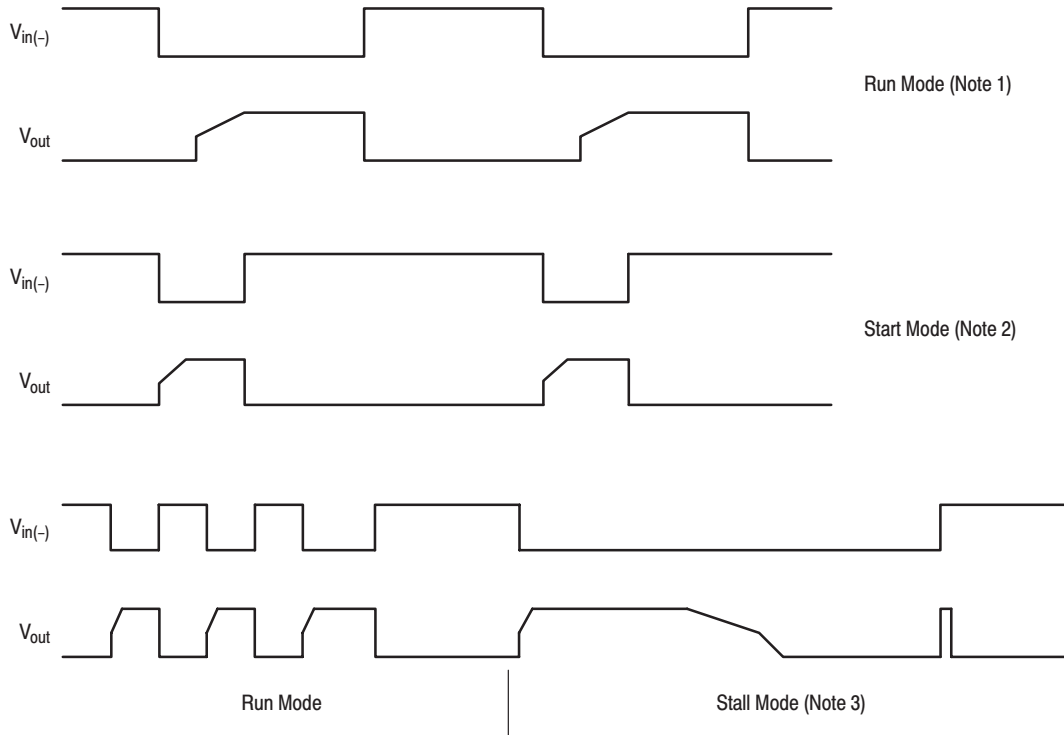 Vin(–)
Run Mode (Note 1)
Vout
Vin(–)
Start Mode (Note 2)
Vout
Vin(–)
Vout
Run Mode
Stall Mode (Note 3)